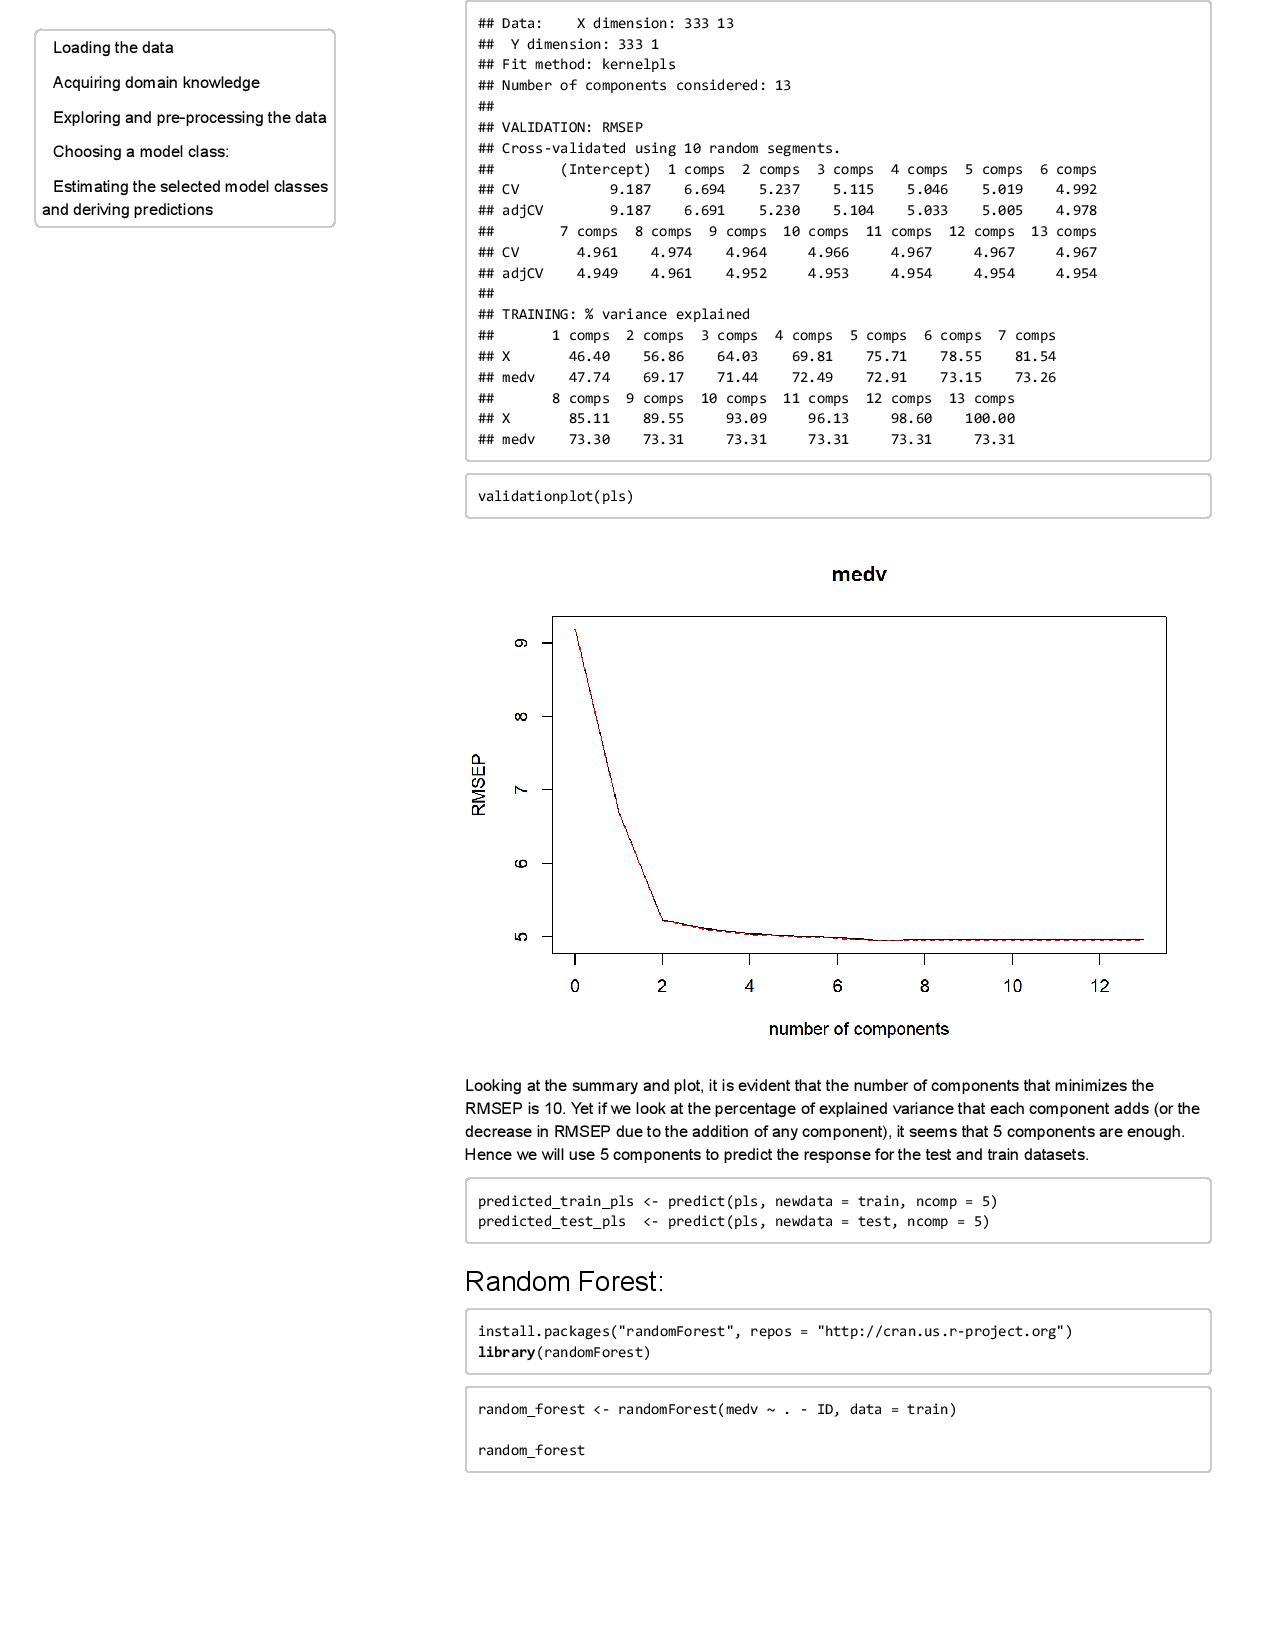 Loading the data
Acquiring domain knowledge
Exploring and pre-processing the data
Choosing a model class:
Estimating the selected model classes
and deriving predictions
## Data:    X dimension: 333 13
##  Y dimension: 333 1
## Fit method: kernelpls
## Number of components considered: 13
##
## VALIDATION: RMSEP
## Cross-validated using 10 random segments.
##        (Intercept)  1 comps  2 comps  3 comps  4 comps  5 comps  6 comps
## CV           9.187    6.694    5.237    5.115    5.046    5.019    4.992
## adjCV        9.187    6.691    5.230    5.104    5.033    5.005    4.978
##        7 comps  8 comps  9 comps  10 comps  11 comps  12 comps  13 comps
## CV       4.961    4.974    4.964     4.966     4.967     4.967     4.967
## adjCV    4.949    4.961    4.952     4.953     4.954     4.954     4.954
##
## TRAINING: % variance explained
##       1 comps  2 comps  3 comps  4 comps  5 comps  6 comps  7 comps
## X       46.40    56.86    64.03    69.81    75.71    78.55    81.54
## medv    47.74    69.17    71.44    72.49    72.91    73.15    73.26
##       8 comps  9 comps  10 comps  11 comps  12 comps  13 comps
## X       85.11    89.55     93.09     96.13     98.60    100.00
## medv    73.30    73.31     73.31     73.31     73.31     73.31
validationplot(pls)
medv
9
8
7
6
5
RMSEP
0 2 4 6 8 10 12
number of components
Looking at the summary and plot, it is evident that the number of components that minimizes the
RMSEP is 10. Yet if we look at the percentage of explained variance that each component adds (or the
decrease in RMSEP due to the addition of any component), it seems that 5 components are enough.
Hence we will use 5 components to predict the response for the test and train datasets.
predicted_train_pls <- predict(pls, newdata = train, ncomp = 5)
predicted_test_pls  <- predict(pls, newdata = test, ncomp = 5)
Random Forest:
install.packages("randomForest", repos = "http://cran.us.r-project.org")
library(randomForest)
random_forest <- randomForest(medv ~ . - ID, data = train)
random_forest